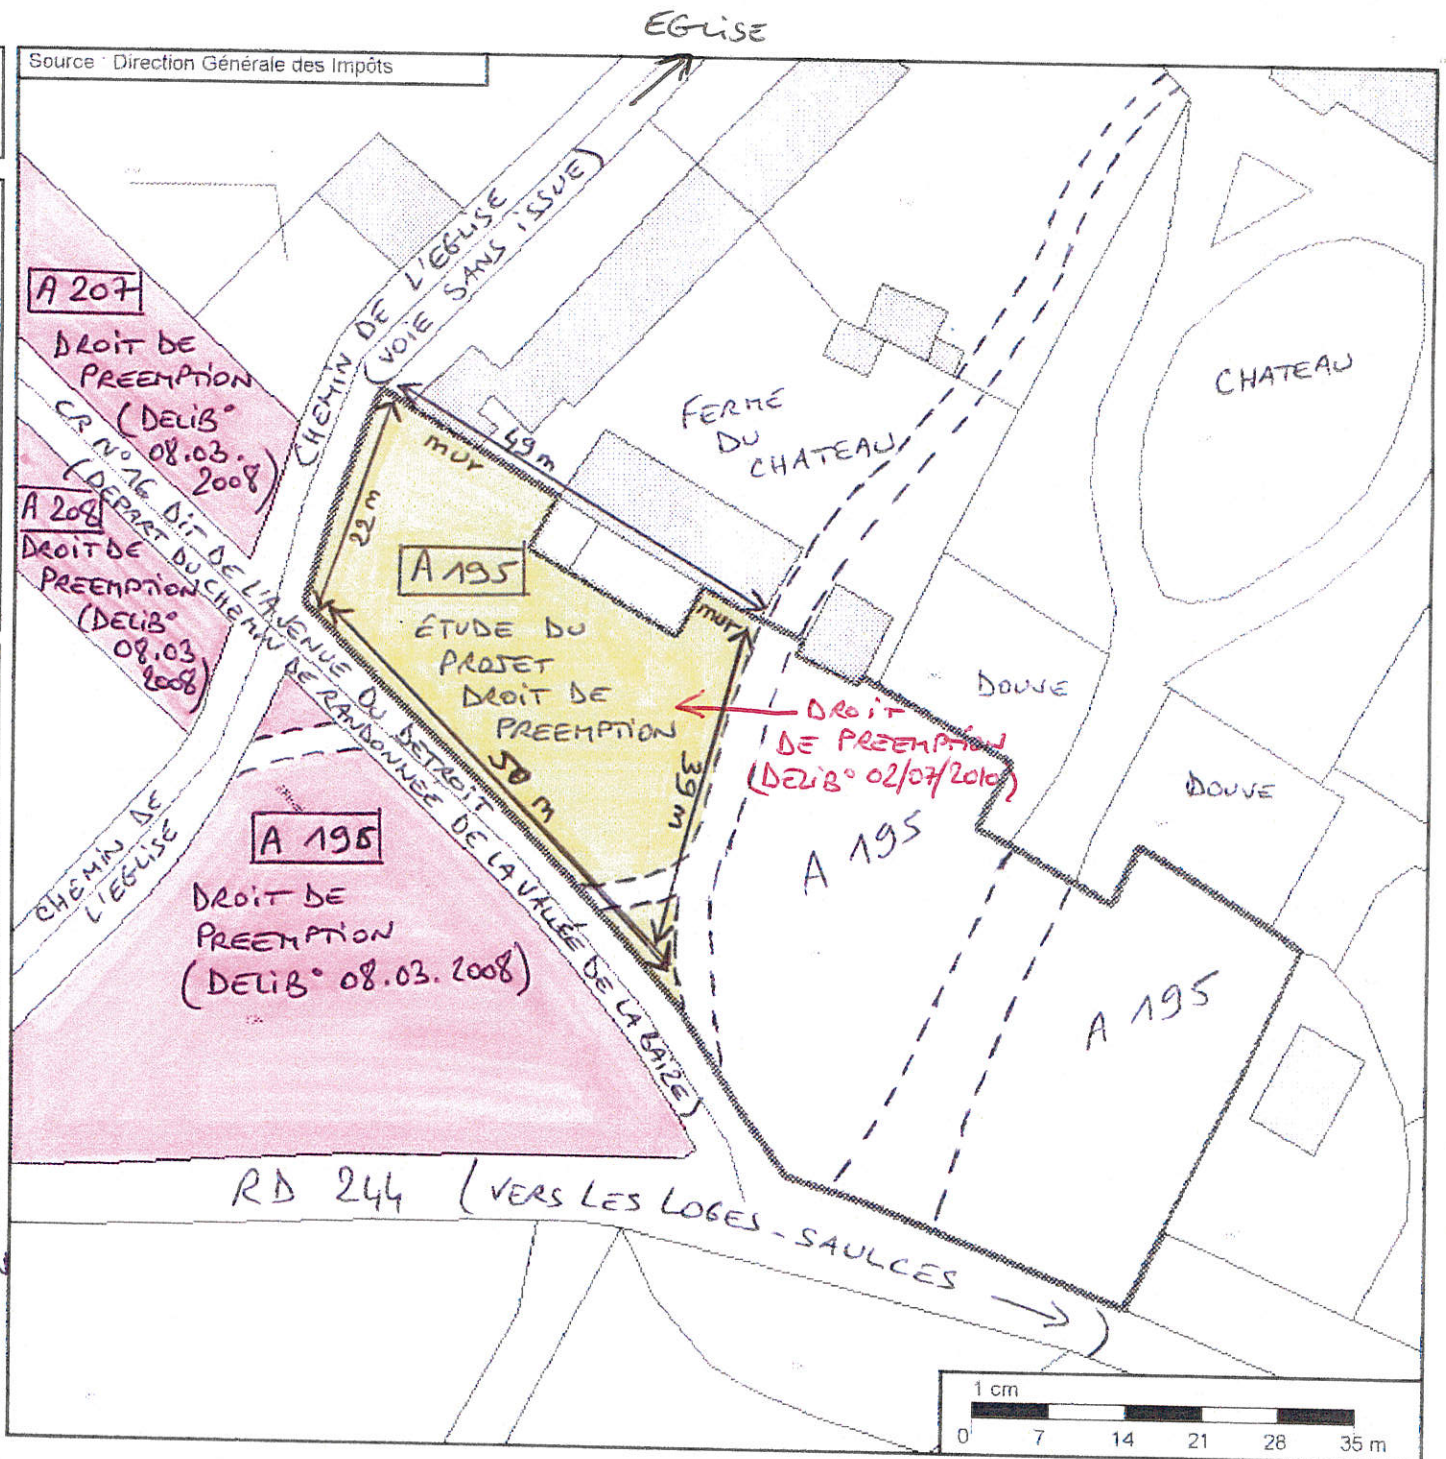 EGLISE
Source : Direction Générale des Impôts
CHEMIN DE L'EGLISE
(VOIE SANS ISSUE)
A 207
DROIT DE
PREEMPTION
(DELIB°
08.03.
2008)
CR N°16 DIT DE L'AVENUE DU DETROIT
(DEPART DU CHEMIN DE RANDONNEE DE LA VALLEE DE LA BAIZE)
A 208
DROIT DE
PREEMPTION
(DELIB°
08.03
2008)
mur
49 m
22 m
FERME
DU
CHATEAU
CHATEAU
A 195
ETUDE DU
PROJET
DROIT DE
PREEMPTION
mur
50 m
39 m
DROIT
DE PREEMPTION
(DELIB° 02/07/2010)
DOUVE
DOUVE
CHEMIN DE
L'EGLISE
A 195
DROIT DE
PREEMPTION
(DELIB° 08.03.2008)
A 195
A 195
RD 244 (VERS LES LOGES-SAULCES → )
1 cm
0 7 14 21 28 35 m